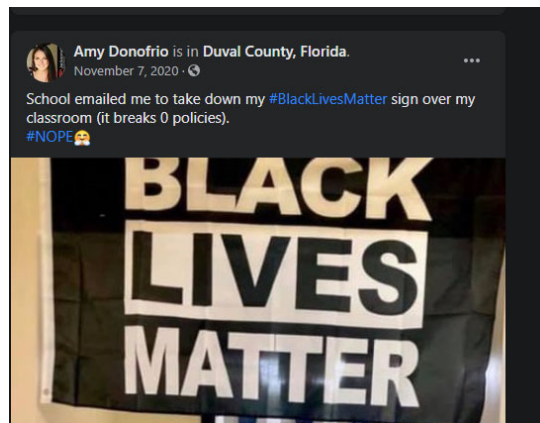 Amy Donofrio is in Duval County, Florida.
November 7, 2020 ·
School emailed me to take down my #BlackLivesMatter sign over my
classroom (it breaks 0 policies).
#NOPE
BLACK
LIVES
MATTER